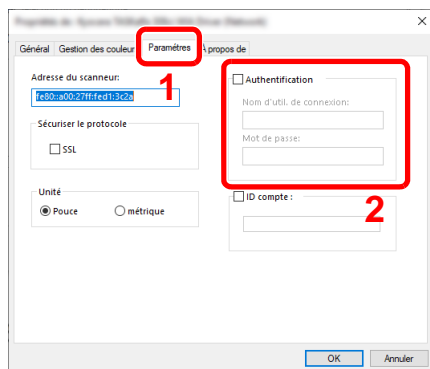 Général Gestion des couleur Paramètres À propos de
1
Adresse du scanneur:
fe80::a00:27ff:fed1:3c2a
Sécuriser le protocole
SSL
Unité
Pouce métrique
Authentification
Nom d'util. de connexion:
Mot de passe:
ID compte :
2
OK Annuler